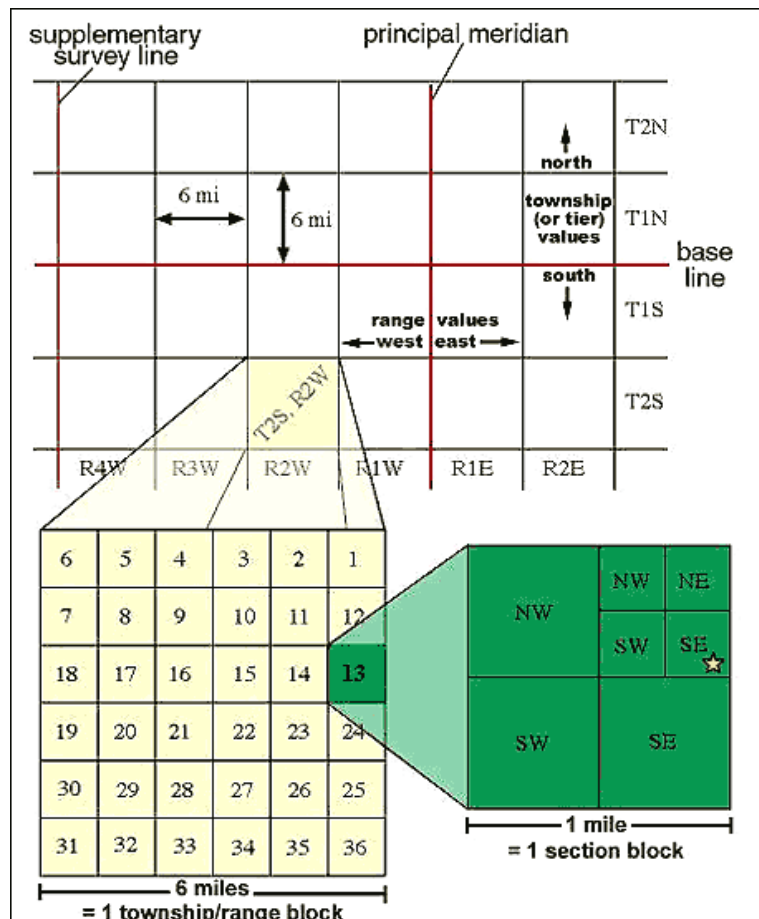 supplementary
survey line
principal meridian
T2N
north
6 mi
6 mi
township
(or tier)
values
T1N
base
line
south
T1S
range values
west east
T2S, R2W
T2S
R4W R3W R2W R1W R1E R2E
6 5 4 3 2 1
7 8 9 10 11 12
18 17 16 15 14 13
19 20 21 22 23 24
30 29 28 27 26 25
31 32 33 34 35 36
NW NW NE
SW SE
SW SE
6 miles
= 1 township/range block
1 mile
= 1 section block